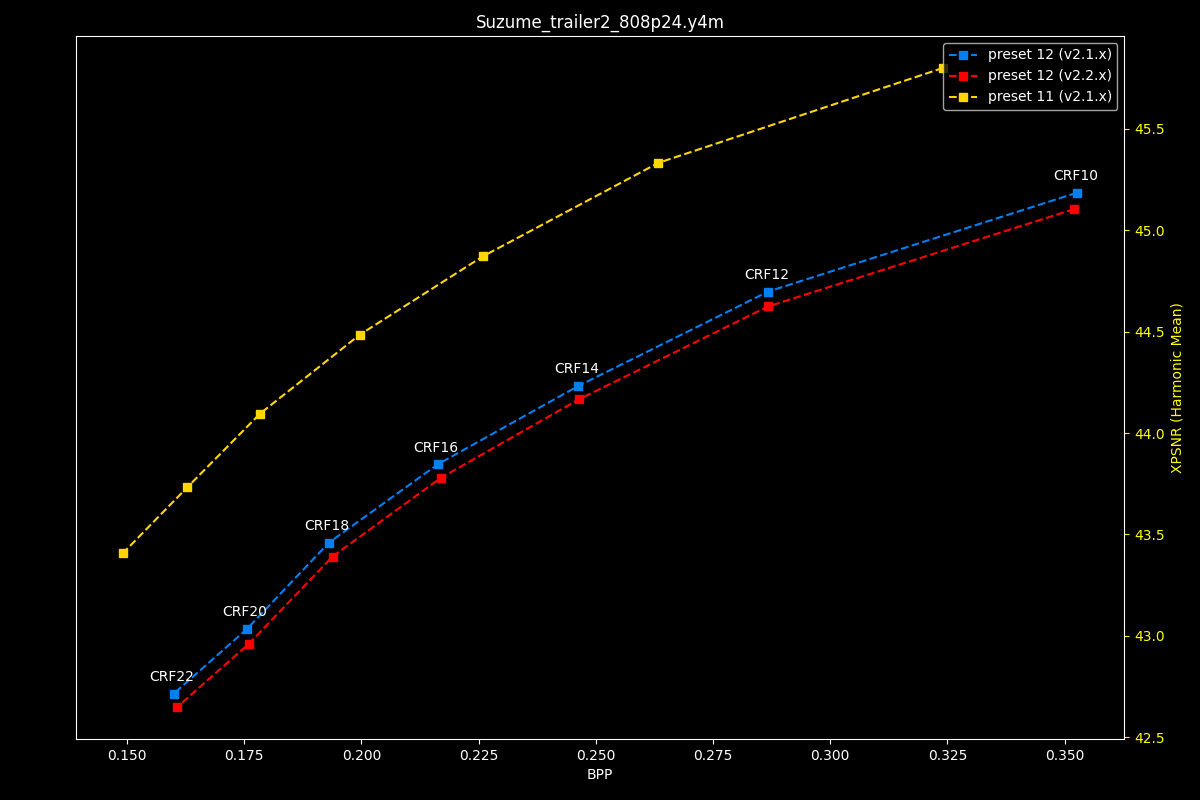 Suzume_trailer2_808p24.y4m
preset 12 (v2.1.x)
preset 12 (v2.2.x)
preset 11 (v2.1.x)
45.5
CRF10
45.0
CRF12
44.5
CRF14
44.0
CRF16
CRF18
43.5
CRF20
43.0
CRF22
42.5
XPSNR (Harmonic Mean)
0.150 0.175 0.200 0.225 0.250 0.275 0.300 0.325 0.350
BPP